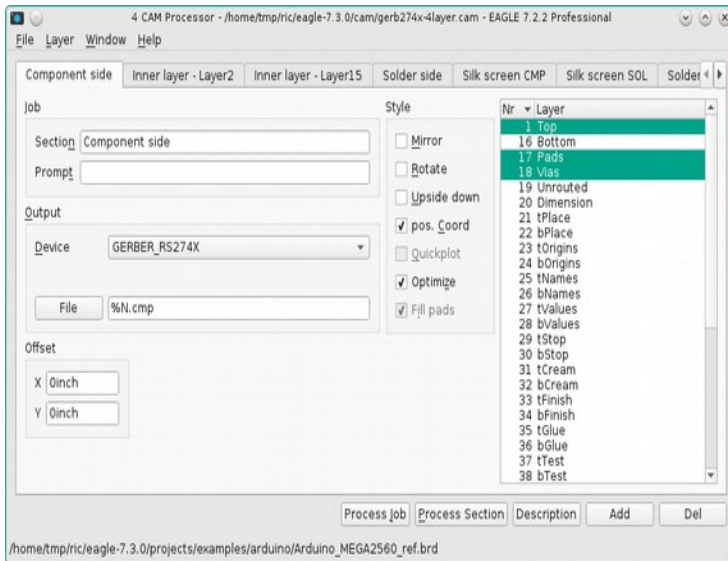 4 CAM Processor - /home/tmp/ric/eagle-7.3.0/cam/gerb274x-4layer.cam - EAGLE 7.2.2 Professional
File Layer Window Help
Component side Inner layer - Layer2 Inner layer - Layer15 Solder side Silk screen CMP Silk screen SOL Solder
Job
Section Component side
Prompt
Output
Device GERBER_RS274X
File %N.cmp
Offset
X 0inch
Y 0inch
Style
Mirror
Rotate
Upside down
pos. Coord
Quickplot
Optimize
Fill pads
Nr Layer
1 Top
16 Bottom
17 Pads
18 Vias
19 Unrouted
20 Dimension
21 tPlace
22 bPlace
23 tOrigins
24 bOrigins
25 tNames
26 bNames
27 tValues
28 bValues
29 tStop
30 bStop
31 tCream
32 bCream
33 tFinish
34 bFinish
35 tGlue
36 bGlue
37 tTest
38 bTest
Process Job Process Section Description Add Del
/home/tmp/ric/eagle-7.3.0/projects/examples/arduino/Arduino_MEGA2560_ref.brd